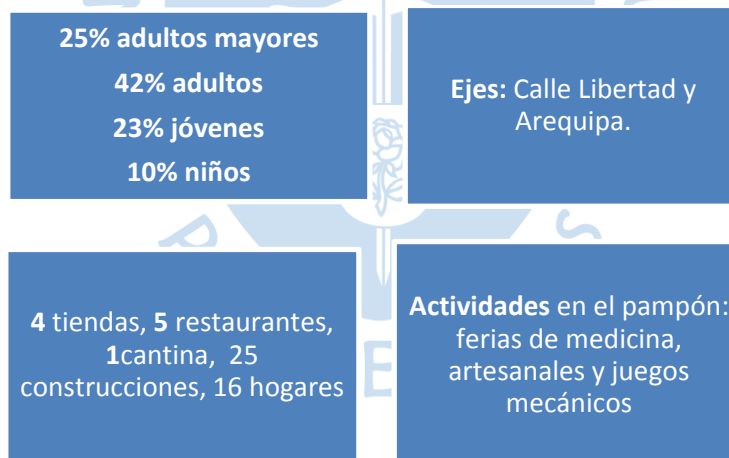 25% adultos mayores
42% adultos
23% jóvenes
10% niños
Ejes: Calle Libertad y
Arequipa.
4 tiendas, 5 restaurantes,
1cantina, 25
construcciones, 16 hogares
Actividades en el pampón:
ferias de medicina,
artesanales y juegos
mecánicos